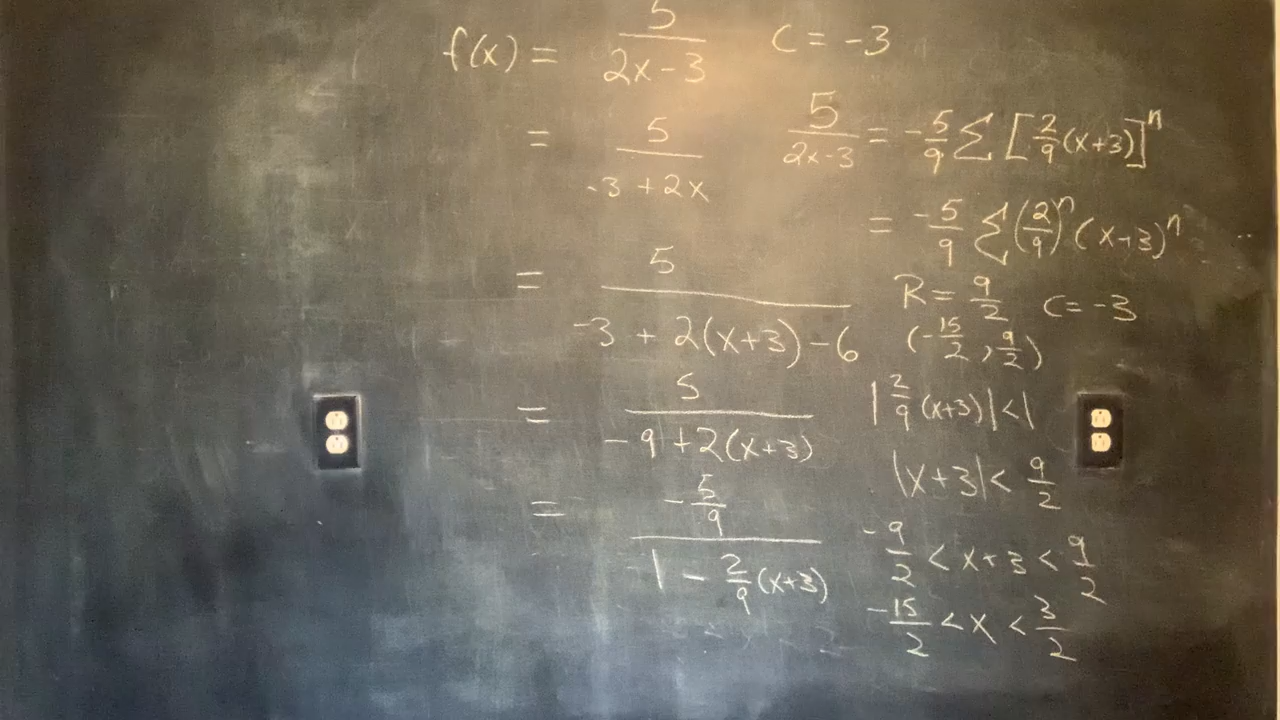 f(x) = 5/(2x-3)   C = -3
= 5/(-3+2x)
= 5/(-3 + 2(x+3)-6)
= 5/(-9+2(x+3))
= (-5/9)/(1 - 2/9(x+3))
5/(2x-3) = -5/9 Σ [2/9(x+3)]^n
= -5/9 Σ (2/9)^n (x+3)^n
R = 9/2   C = -3
(-15/2, 9/2)
|2/9(x+3)| < 1
|x+3| < 9/2
-9/2 < x+3 < 9/2
-15/2 < x < 3/2